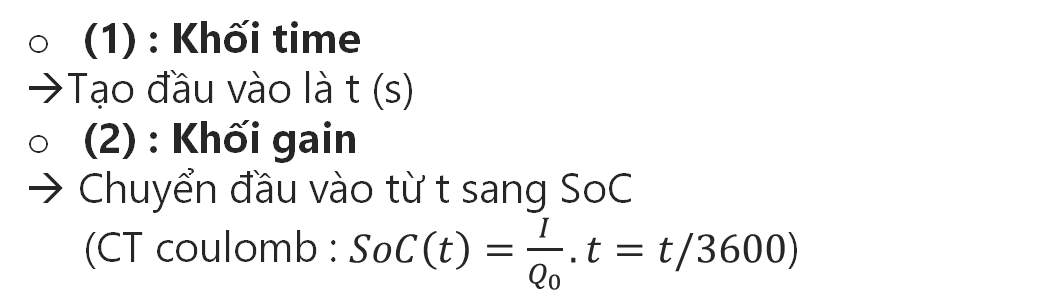 ○ (1) : Khối time
→Tạo đầu vào là t (s)
○ (2) : Khối gain
→ Chuyển đầu vào từ t sang SoC
(CT coulomb : SoC(t) = I/Q₀ . t = t/3600)